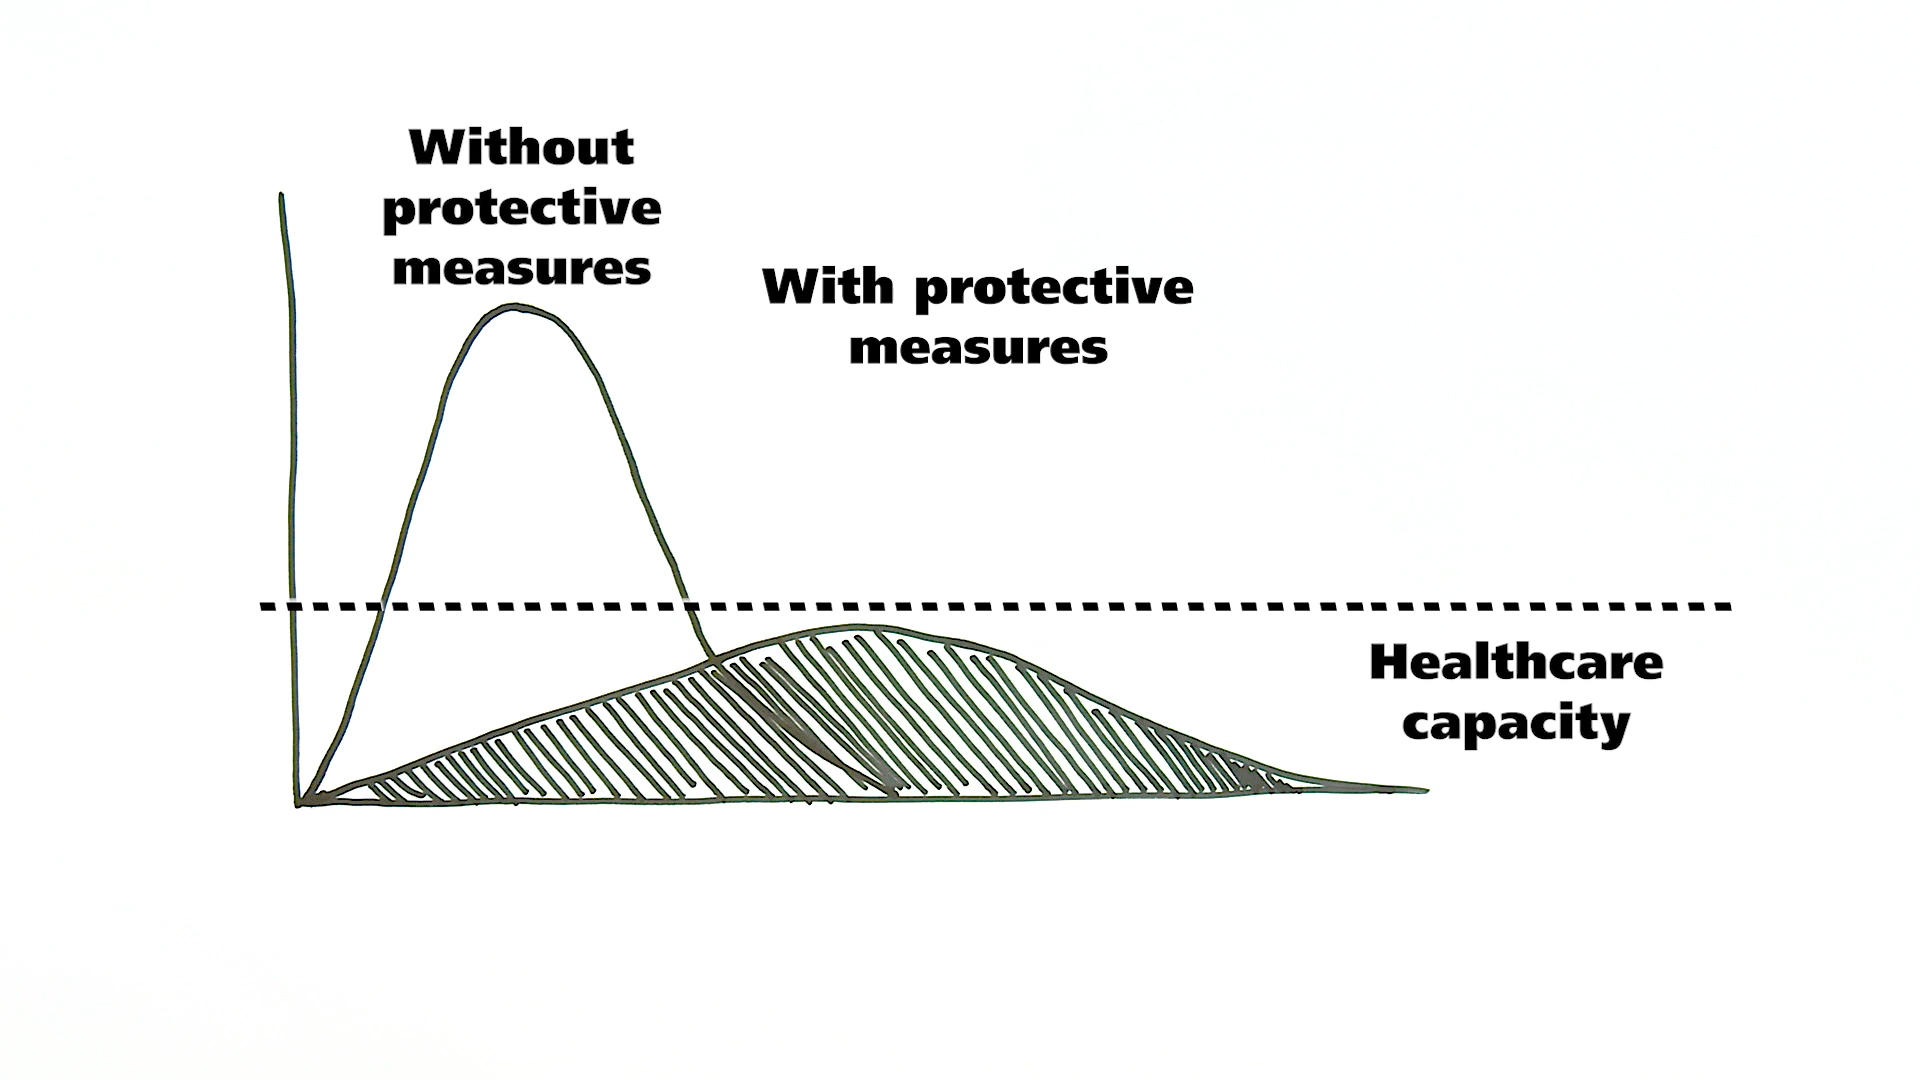 Without
protective
measures
With protective
measures
Healthcare
capacity